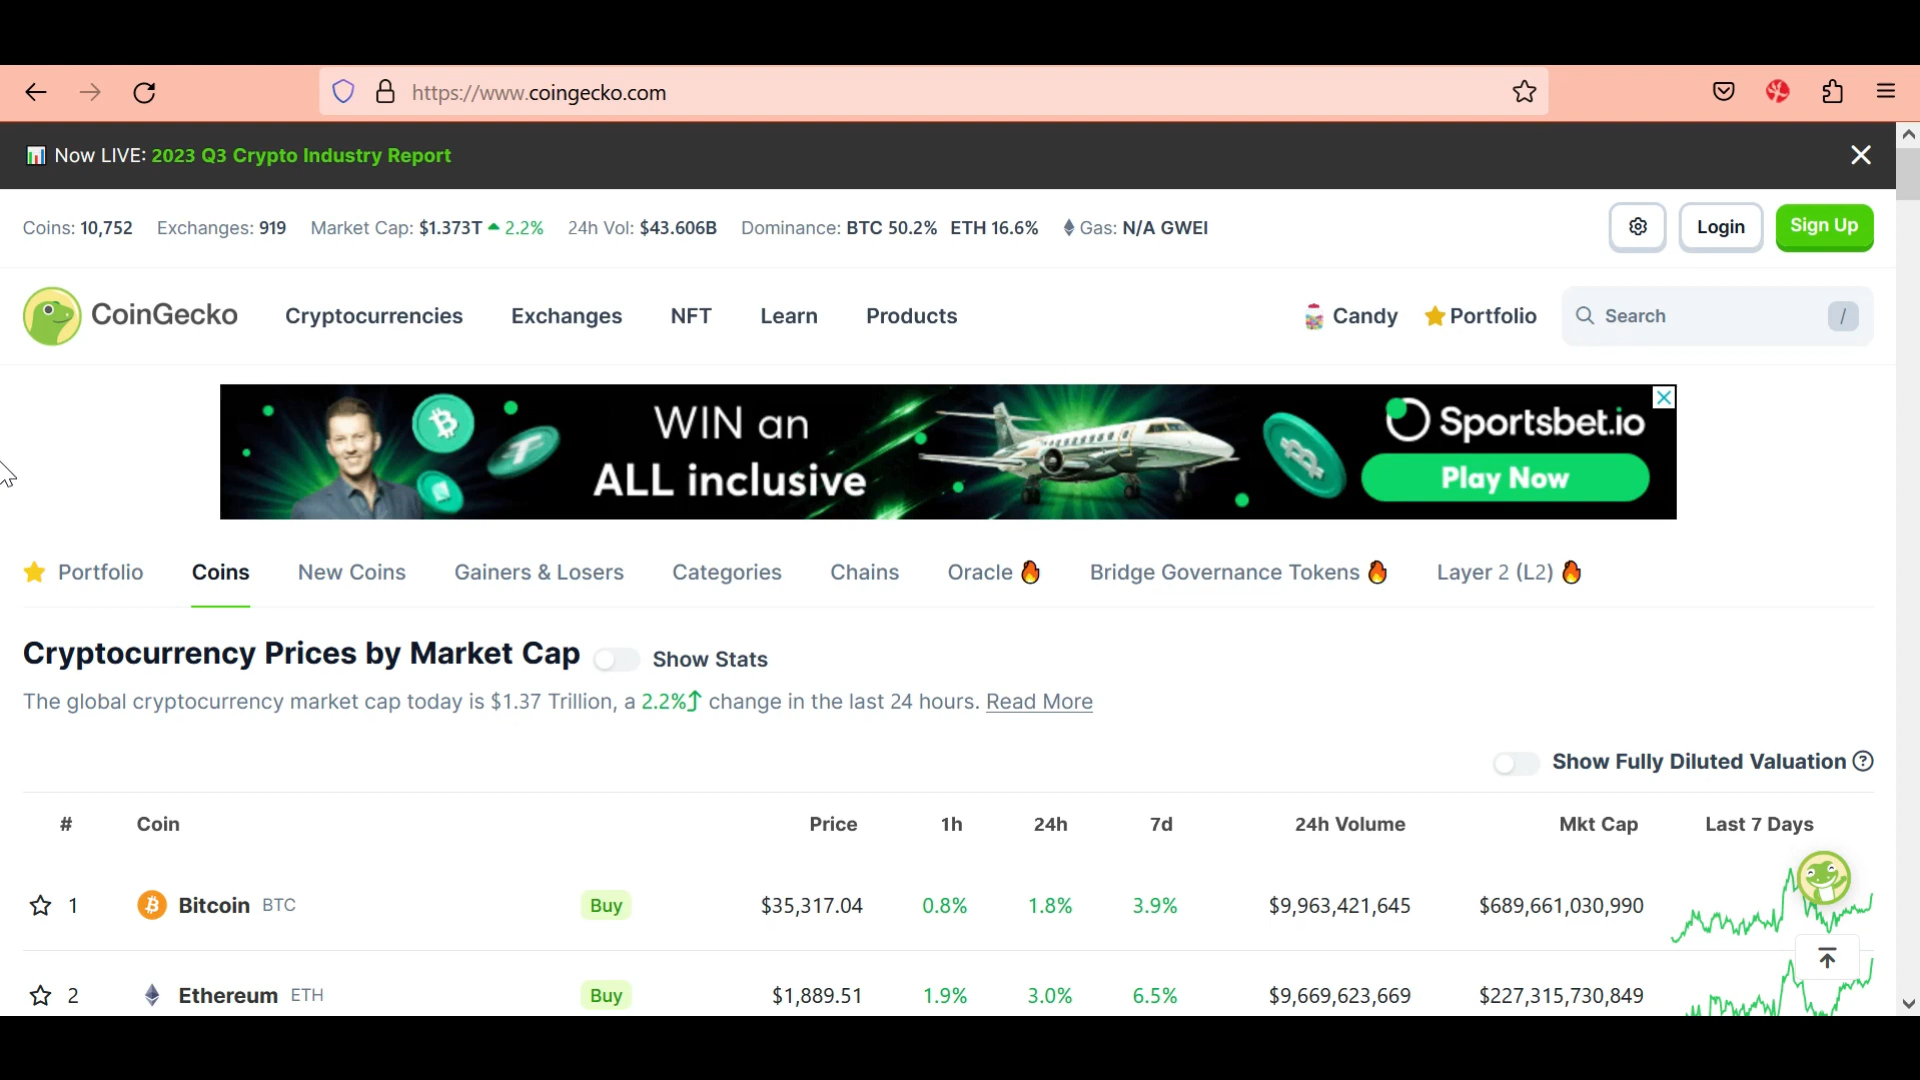 https://www.coingecko.com
Now LIVE: 2023 Q3 Crypto Industry Report
Coins: 10,752 Exchanges: 919 Market Cap: $1.373T 2.2% 24h Vol: $43.606B Dominance: BTC 50.2% ETH 16.6% Gas: N/A GWEI Login Sign Up
CoinGecko Cryptocurrencies Exchanges NFT Learn Products Candy Portfolio Search /
WIN an
ALL inclusive
Sportsbet.io
Play Now
Portfolio Coins New Coins Gainers & Losers Categories Chains Oracle Bridge Governance Tokens Layer 2 (L2)
Cryptocurrency Prices by Market Cap Show Stats
The global cryptocurrency market cap today is $1.37 Trillion, a 2.2% change in the last 24 hours. Read More
Show Fully Diluted Valuation ?
# Coin Price 1h 24h 7d 24h Volume Mkt Cap Last 7 Days
1 Bitcoin BTC Buy $35,317.04 0.8% 1.8% 3.9% $9,963,421,645 $689,661,030,990
2 Ethereum ETH Buy $1,889.51 1.9% 3.0% 6.5% $9,669,623,669 $227,315,730,849